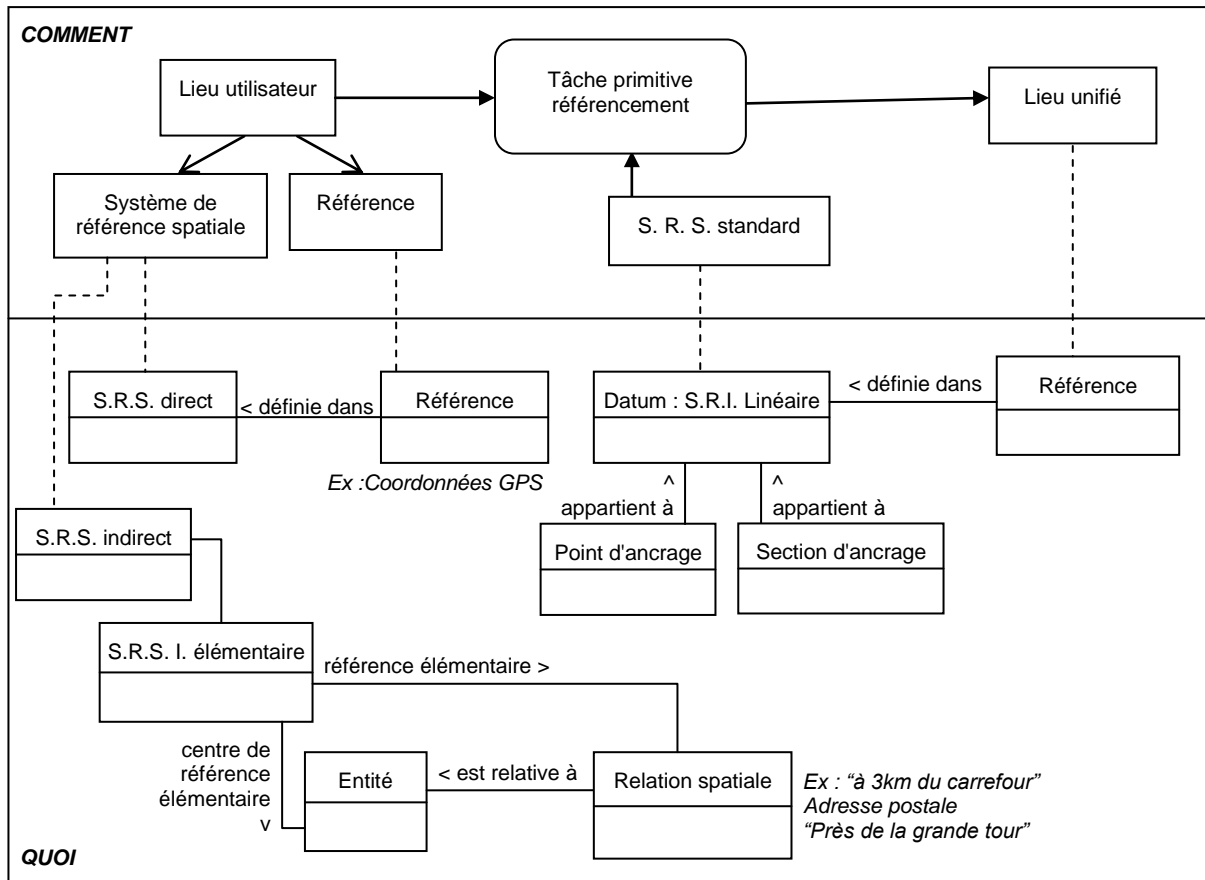 COMMENT
Lieu utilisateur
Tâche primitive
référencement
Lieu unifié
Système de
référence spatiale
Référence
S. R. S. standard
S.R.S. direct
< définie dans
Référence
Ex :Coordonnées GPS
Datum : S.R.I. Linéaire
< définie dans
Référence
^
appartient à
^
appartient à
S.R.S. indirect
Point d'ancrage
Section d'ancrage
S.R.S. I. élémentaire
référence élémentaire >
centre de
référence
élémentaire
v
Entité
< est relative à
Relation spatiale
Ex : “à 3km du carrefour”
Adresse postale
“Près de la grande tour”
QUOI